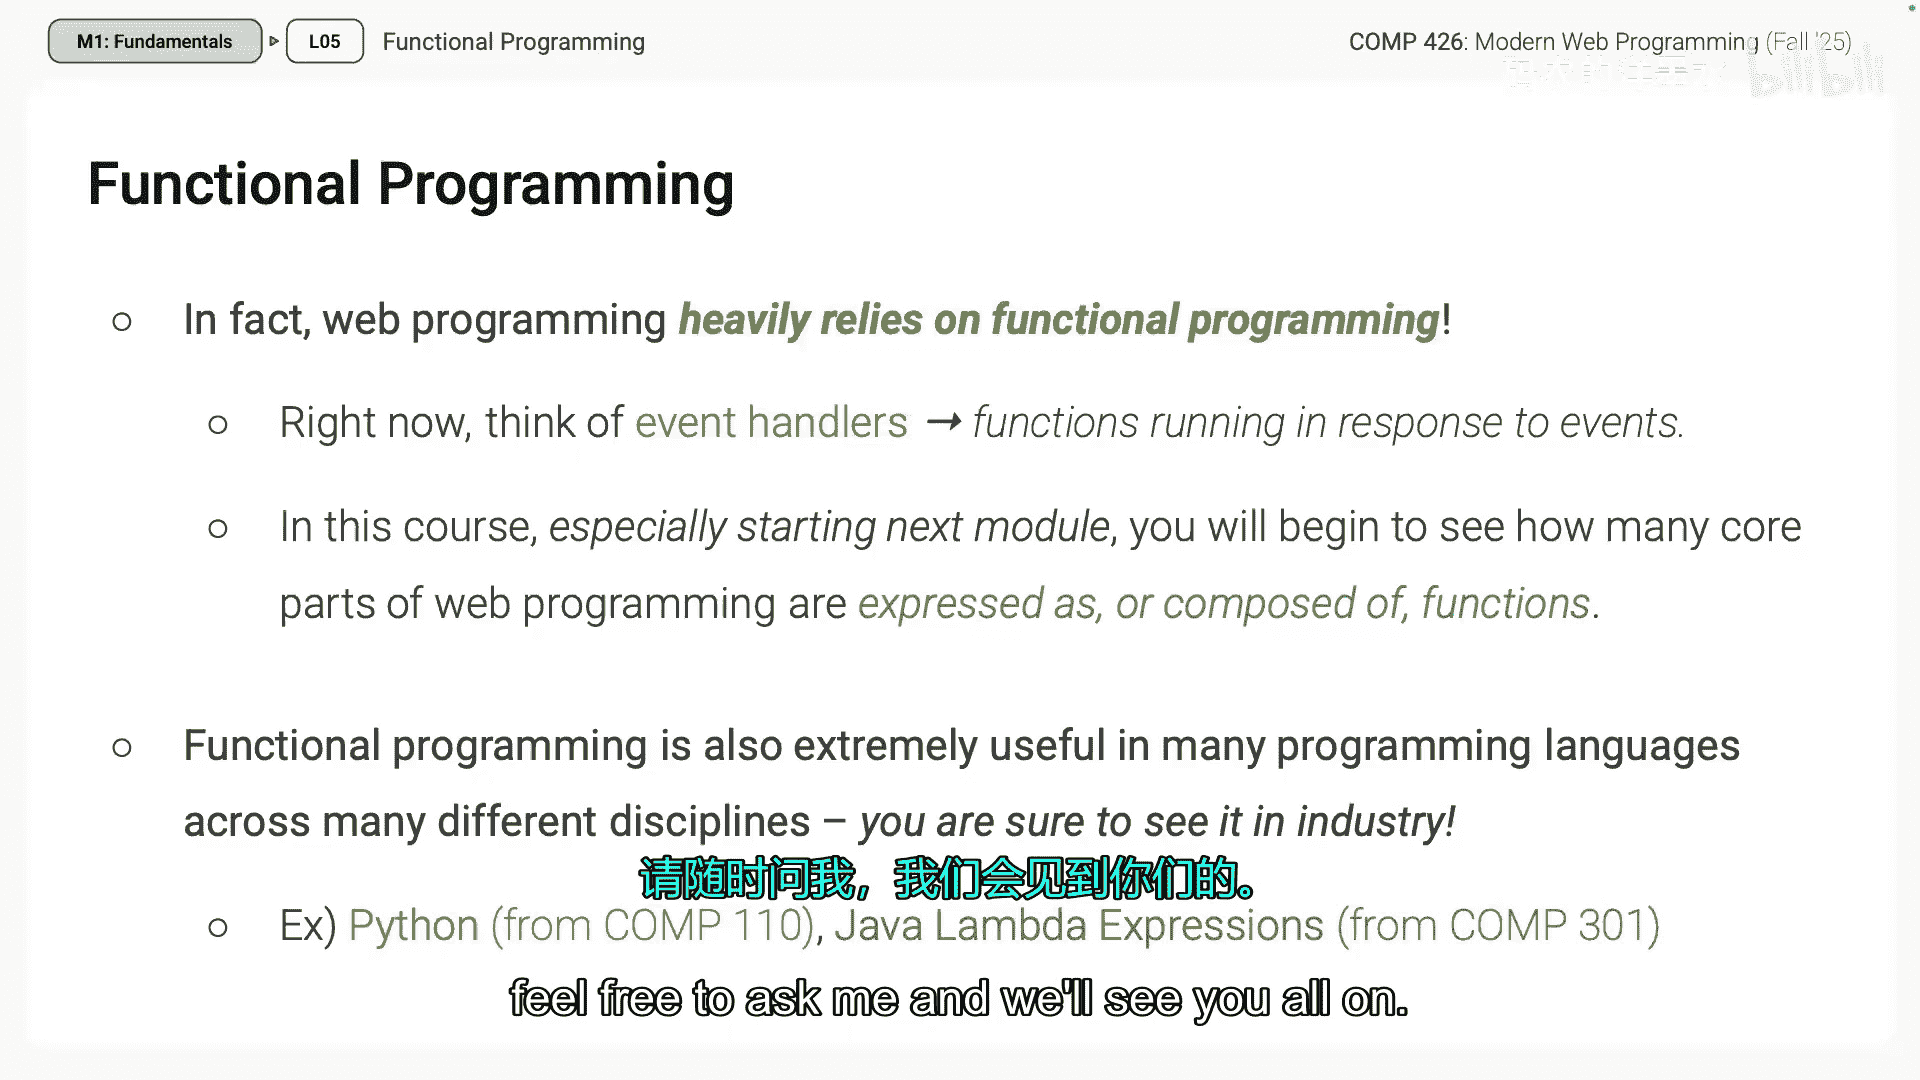 M1: Fundamentals
L05
Functional Programming
COMP 426: Modern Web Programming (Fall '25)
bilibili
Functional Programming
In fact, web programming heavily relies on functional programming!
Right now, think of event handlers → functions running in response to events.
In this course, especially starting next module, you will begin to see how many core
parts of web programming are expressed as, or composed of, functions.
Functional programming is also extremely useful in many programming languages
across many different disciplines – you are sure to see it in industry!
请随时问我，我们会见到你们的。
Ex) Python (from COMP 110), Java Lambda Expressions (from COMP 301)
feel free to ask me and we'll see you all on.